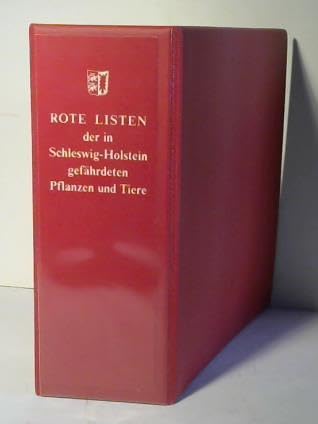 ROTE LISTEN
der in
Schleswig-Holstein
gefährdeten
Pflanzen und Tiere